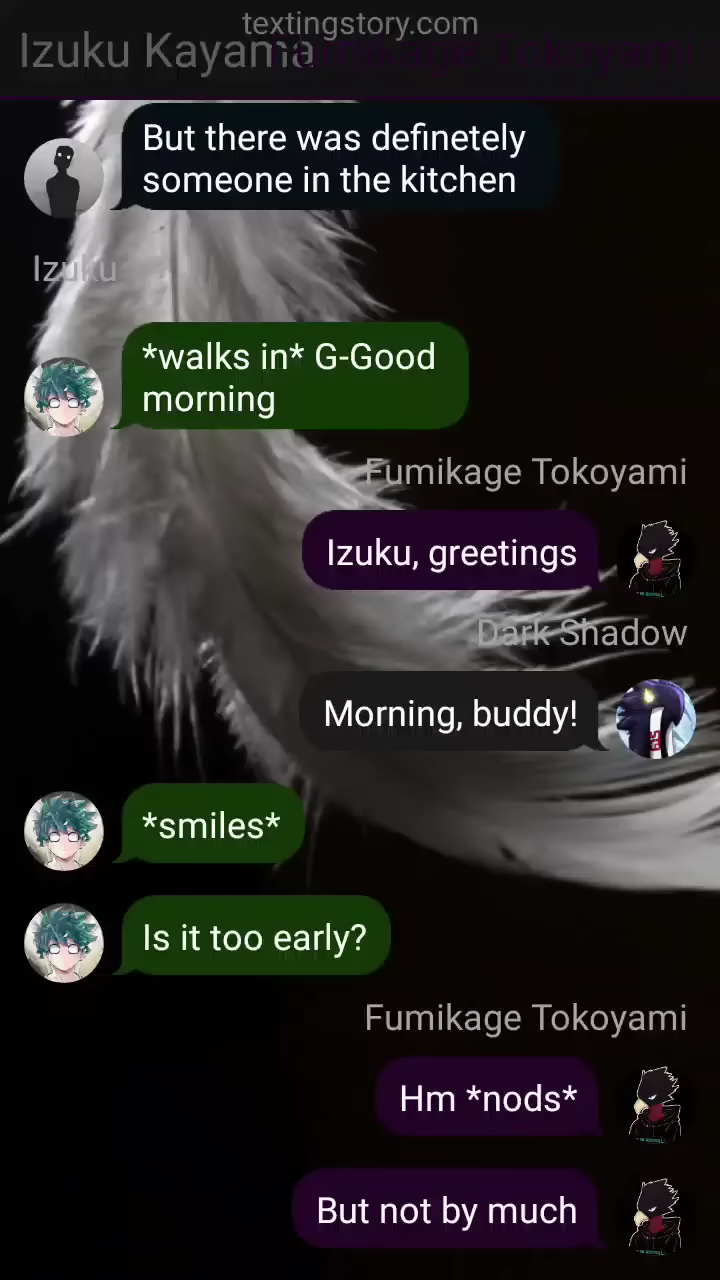 textingstory.com
Izuku Kayama
Fumikage Tokoyami
But there was definetely
someone in the kitchen
Izuku
*walks in* G-Good
morning
Fumikage Tokoyami
Izuku, greetings
Dark Shadow
Morning, buddy!
*smiles*
Is it too early?
Fumikage Tokoyami
Hm *nods*
But not by much